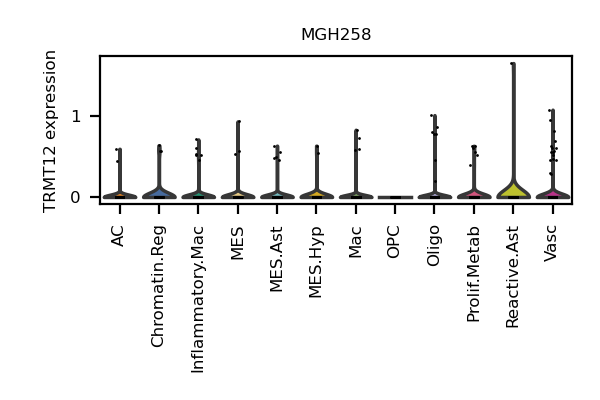 MGH258
TRMT12 expression
1
0
AC
Chromatin.Reg
Inflammatory.Mac
MES
MES.Ast
MES.Hyp
Mac
OPC
Oligo
Prolif.Metab
Reactive.Ast
Vasc